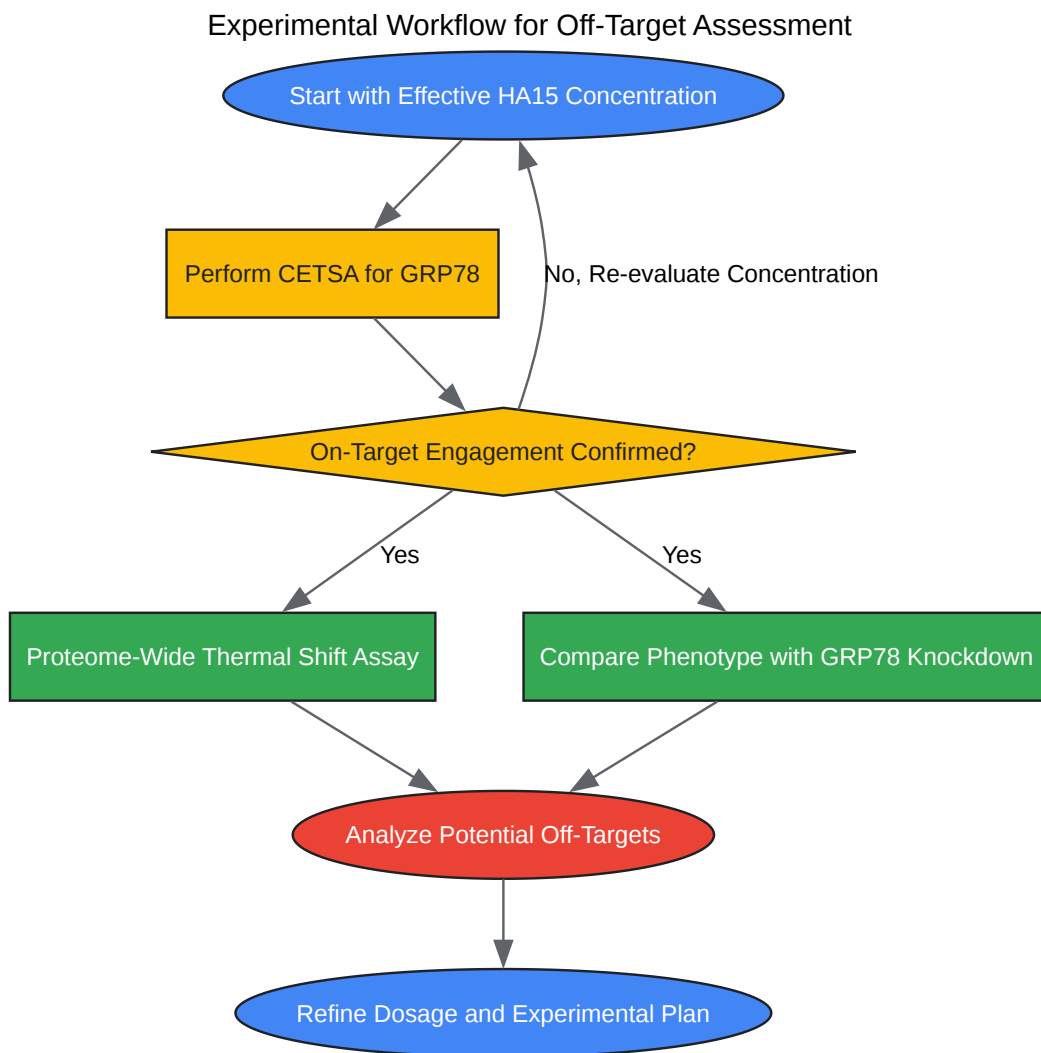 Experimental Workflow for Off-Target Assessment
Start with Effective HA15 Concentration
Perform CETSA for GRP78
No, Re-evaluate Concentration
On-Target Engagement Confirmed?
Yes
Yes
Proteome-Wide Thermal Shift Assay
Compare Phenotype with GRP78 Knockdown
Analyze Potential Off-Targets
Refine Dosage and Experimental Plan